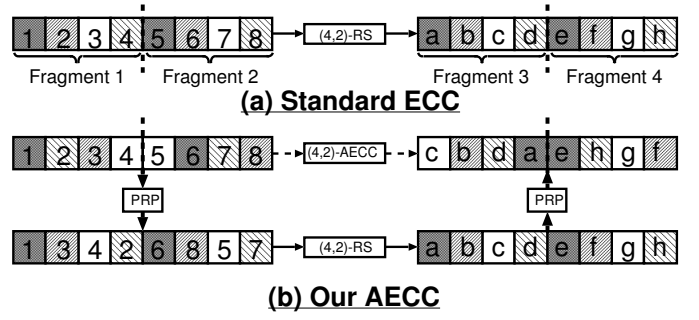 1 2 3 4 5 6 7 8 (4,2)-RS a b c d e f g h
Fragment 1 Fragment 2 Fragment 3 Fragment 4
(a) Standard ECC
1 2 3 4 5 6 7 8 (4,2)-AECC c b d a e h g f
PRP PRP
1 3 4 2 6 8 5 7 (4,2)-RS a b c d e f g h
(b) Our AECC